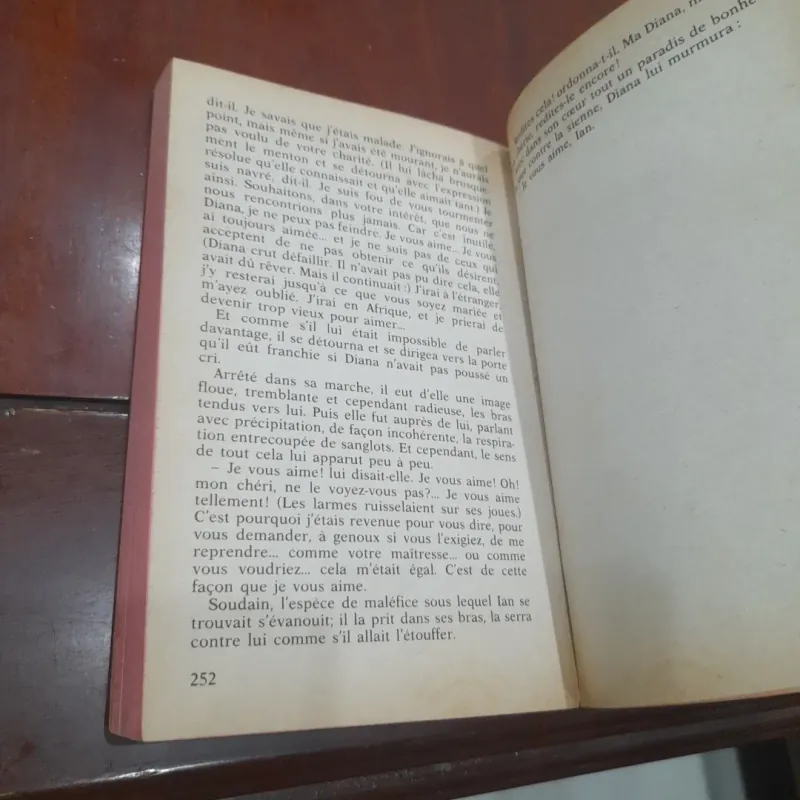 dit-il. Je savais que j'étais malade. J'ignorais à quel
point, mais même si j'avais été mourant, je n'aurais
pas voulu de votre charité. (Il lui lâcha brusque-
ment le menton et se détourna avec l'expression
résolue qu'elle connaissait et qu'elle aimait tant.) Je
suis navré, dit-il. Je suis fou de vous tourmenter
ainsi. Souhaitons, dans votre intérêt, que nous ne
nous rencontrions plus jamais. Car c'est inutile,
Diana, je ne peux pas feindre. Je vous aime... Je vous
ai toujours aimée... et je ne suis pas de ceux qui
acceptent de ne pas obtenir ce qu'ils désirent.
(Diana crut défaillir. Il n'avait pas pu dire cela, elle
avait dû rêver. Mais il continuait :) J'irai à l'étranger,
j'y resterai jusqu'à ce que vous soyez mariée et
m'ayez oublié. J'irai en Afrique, et je prierai de
devenir trop vieux pour aimer...
Et comme s'il lui était impossible de parler
davantage, il se détourna et se dirigea vers la porte
qu'il eût franchie si Diana n'avait pas poussé un
cri.
Arrêté dans sa marche, il eut d'elle une image
floue, tremblante et cependant radieuse, les bras
tendus vers lui. Puis elle fut auprès de lui, parlant
avec précipitation, de façon incohérente, la respira-
tion entrecoupée de sanglots. Et cependant, le sens
de tout cela lui apparut peu à peu.
– Je vous aime! lui disait-elle. Je vous aime! Oh!
mon chéri, ne le voyez-vous pas?... Je vous aime
tellement! (Les larmes ruisselaient sur ses joues.)
C'est pourquoi j'étais revenue pour vous dire, pour
vous demander, à genoux si vous l'exigiez, de me
reprendre... comme votre maîtresse... ou comme
vous voudriez... cela m'était égal. C'est de cette
façon que je vous aime.
Soudain, l'espèce de maléfice sous lequel Ian se
trouvait s'évanouit; il la prit dans ses bras, la serra
contre lui comme s'il allait l'étouffer.
252
cela! ordonna-t-il. Ma Diana,
redites-le encore!
dans son cœur tout un paradis de
contre la sienne, Diana lui murmura :
vous aime, Ian.